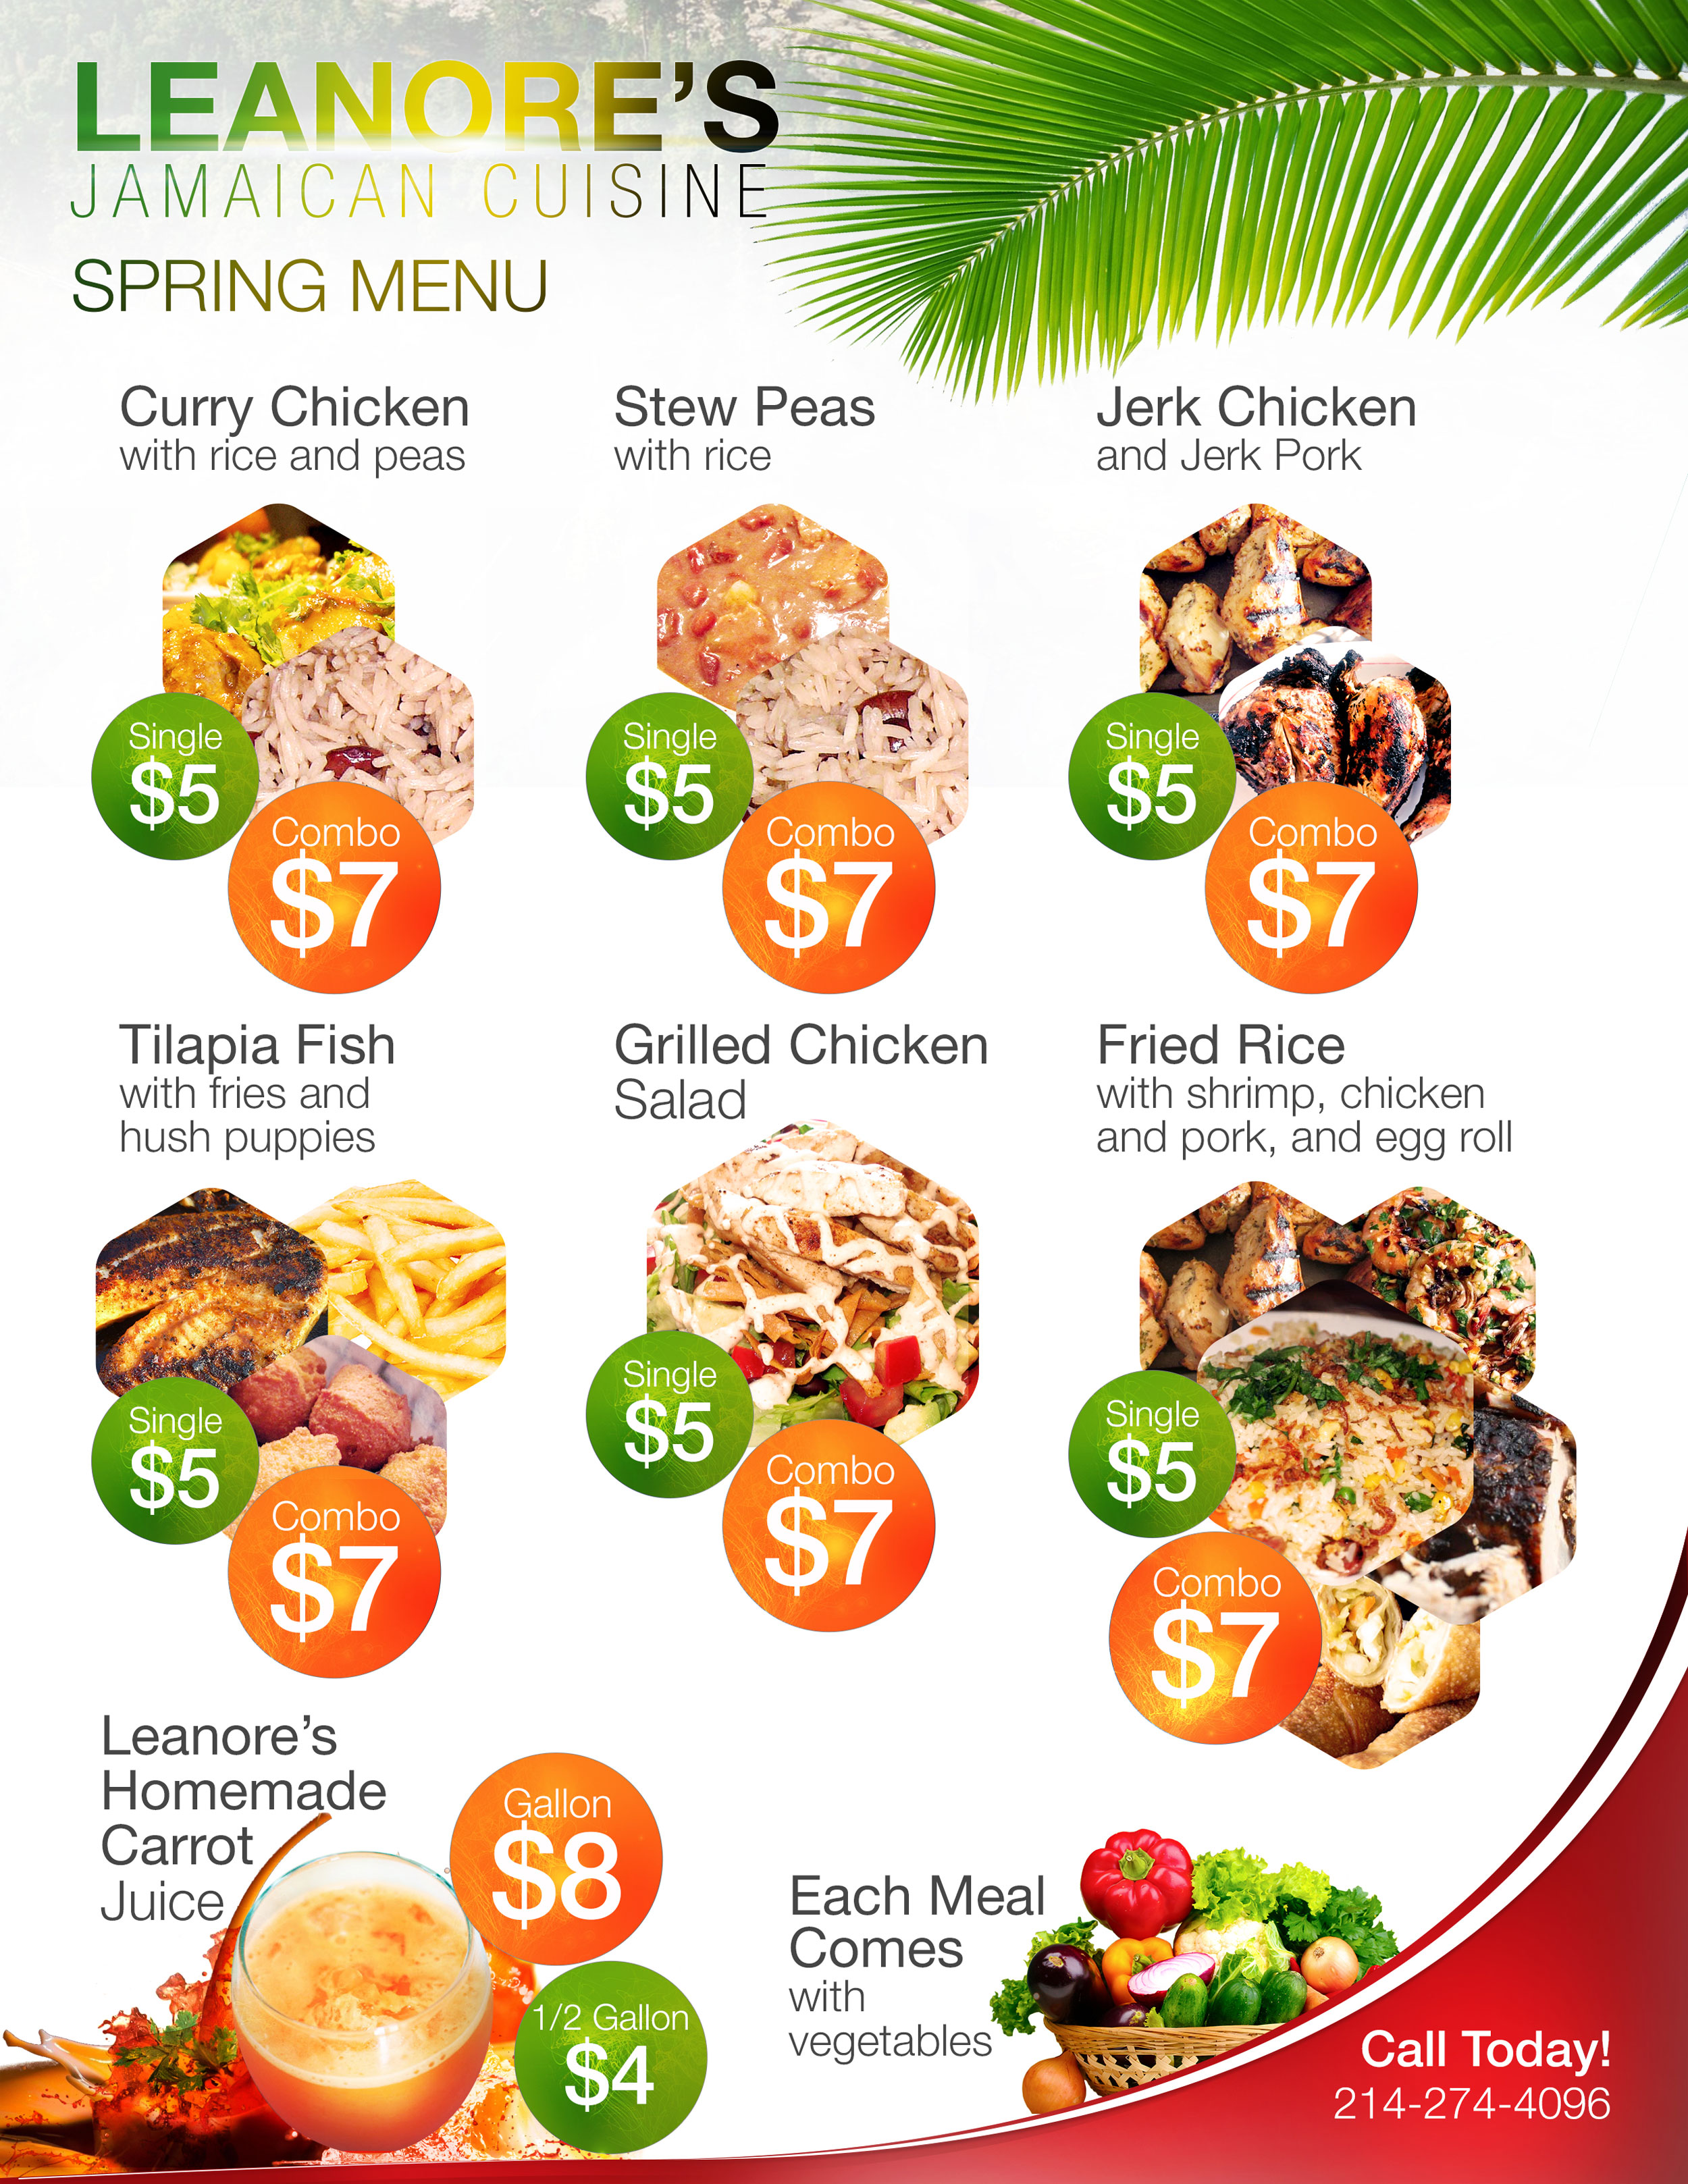 LEANORE'S
JAMAICAN CUISINE
SPRING MENU
Curry Chicken
with rice and peas
Single
$5
Combo
$7
Stew Peas
with rice
Single
$5
Combo
$7
Jerk Chicken
and Jerk Pork
Single
$5
Combo
$7
Tilapia Fish
with fries and
hush puppies
Single
$5
Combo
$7
Grilled Chicken
Salad
Single
$5
Combo
$7
Fried Rice
with shrimp, chicken
and pork, and egg roll
Single
$5
Combo
$7
Leanore's
Homemade
Carrot
Juice
Gallon
$8
1/2 Gallon
$4
Each Meal
Comes
with
vegetables
Call Today!
214-274-4096